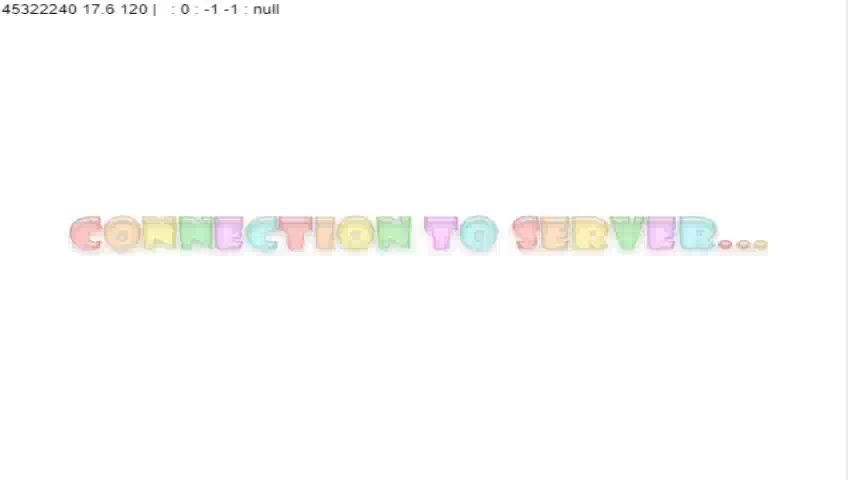 45322240 17.6 120 | : 0 : -1 -1 : null
CONNECTION TO SERVER...